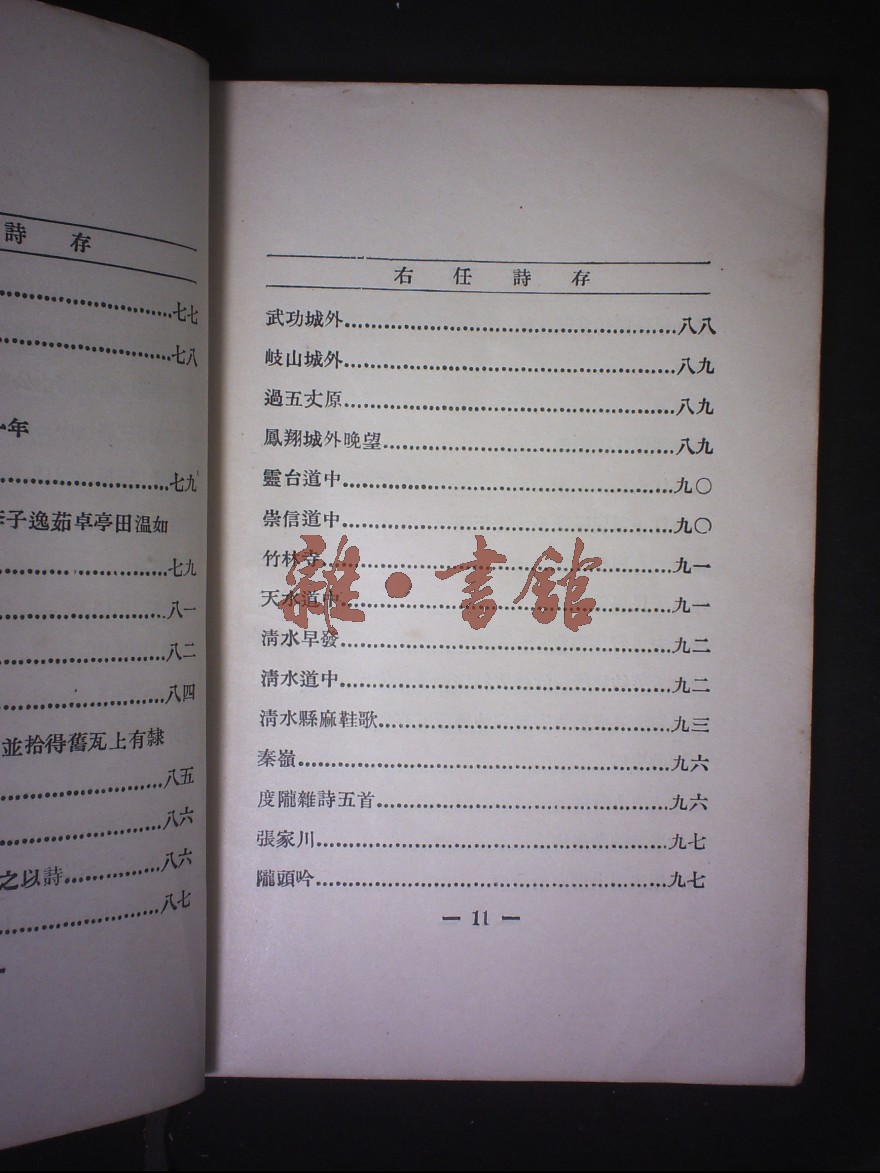 詩 存
七七
七八
年
七九
子逸茹卓亭田溫如
七九
八一
八二
八四
並拾得舊瓦上有隸
八五
八六
之以詩 八六
八七
右任詩存
武功城外 八八
岐山城外 八九
過五丈原 八九
鳳翔城外晚望 八九
靈台道中 九〇
崇信道中 九〇
竹林寺 九一
天水道中 九一
清水早發 九二
清水道中 九二
清水縣麻鞋歌 九三
秦嶺 九六
度隴雜詩五首 九六
張家川 九七
隴頭吟 九七
— 11 —
雜·書館